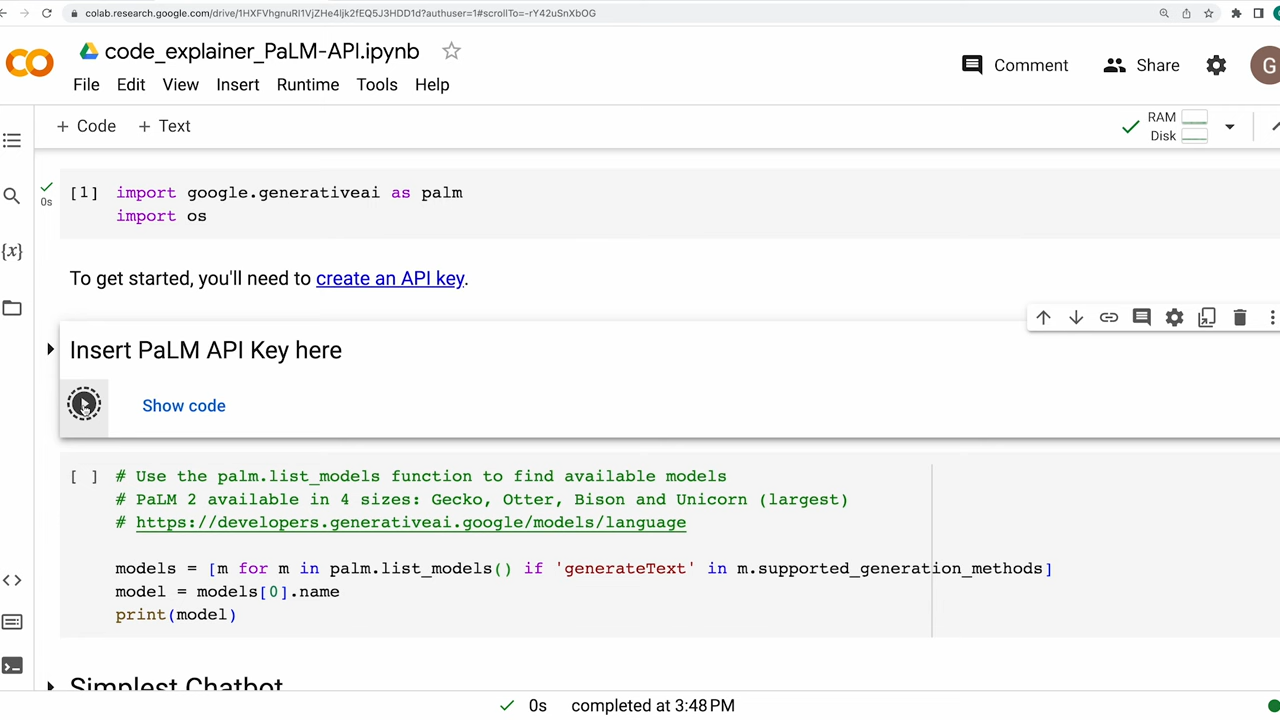 colab.research.google.com/drive/1HXFVhgnuRI1VjZHe4ljk2fEQ5J3HDD1d?authuser=1#scrollTo=-rY42uSnXbOG
code_explainer_PaLM-API.ipynb
Comment
Share
G
File Edit View Insert Runtime Tools Help
+ Code + Text
RAM
Disk
[1] import google.generativeai as palm
0s
import os
{x}
To get started, you'll need to create an API key.
Insert PaLM API Key here
Show code
[ ] # Use the palm.list_models function to find available models
# PaLM 2 available in 4 sizes: Gecko, Otter, Bison and Unicorn (largest)
# https://developers.generativeai.google/models/language
models = [m for m in palm.list_models() if 'generateText' in m.supported_generation_methods]
model = models[0].name
print(model)
Simplest Chatbot
0s completed at 3:48 PM